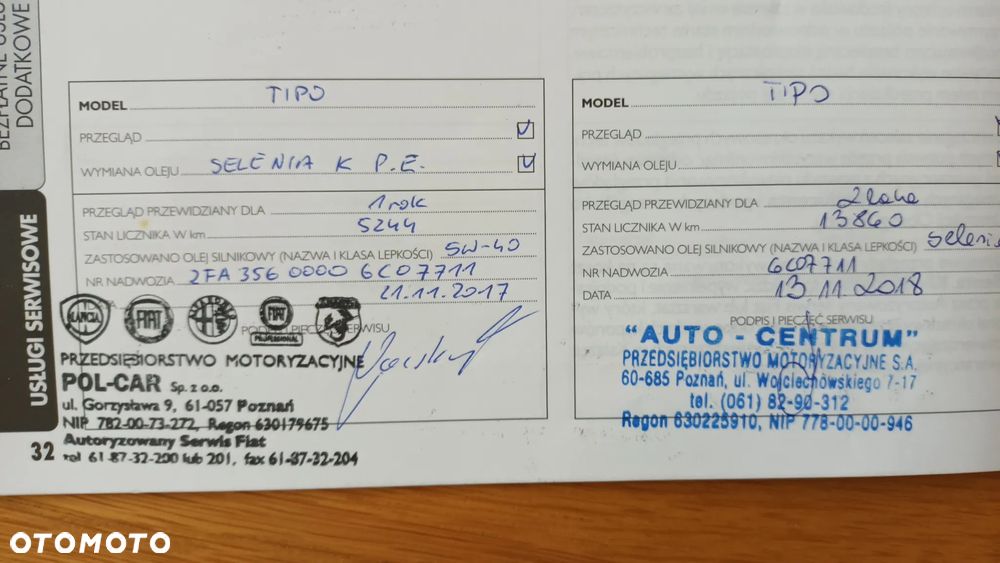 BEZPŁATNE USŁU
DODATKOWE
USŁUGI SERWISOWE
32
MODEL TIPO
PRZEGLĄD
WYMIANA OLEJU SELENIA K P.E.
PRZEGLĄD PRZEWIDZIANY DLA 1 rok
STAN LICZNIKA W km 5244
ZASTOSOWANO OLEJ SILNIKOWY (NAZWA I KLASA LEPKOŚCI) 5W-40
NR NADWOZIA ZFA 356 0000 6C07711
21.11.2017
PODPIS I PIECZĘĆ SERWISU
LANCIA FIAT FIAT PROFESSIONAL
PRZEDSIĘBIORSTWO MOTORYZACYJNE
POL-CAR Sp. z o.o.
ul. Gorzysława 9, 61-057 Poznań
NIP 782-00-73-272, Regon 630179675
Autoryzowany Serwis Fiat
tel 61-87-32-200 lub 201, fax 61-87-32-204
MODEL TIPO
PRZEGLĄD
WYMIANA OLEJU
PRZEGLĄD PRZEWIDZIANY DLA 2 lata
STAN LICZNIKA W km 13860
ZASTOSOWANO OLEJ SILNIKOWY (NAZWA I KLASA LEPKOŚCI) Selenia
NR NADWOZIA 6C07711
DATA 13.11.2018
PODPIS I PIECZĘĆ SERWISU
"AUTO - CENTRUM"
PRZEDSIĘBIORSTWO MOTORYZACYJNE S.A.
60-685 Poznań, ul. Wojciechowskiego 7-17
tel. (061) 82-90-312
Regon 630225910, NIP 778-00-00-946
OTOMOTO